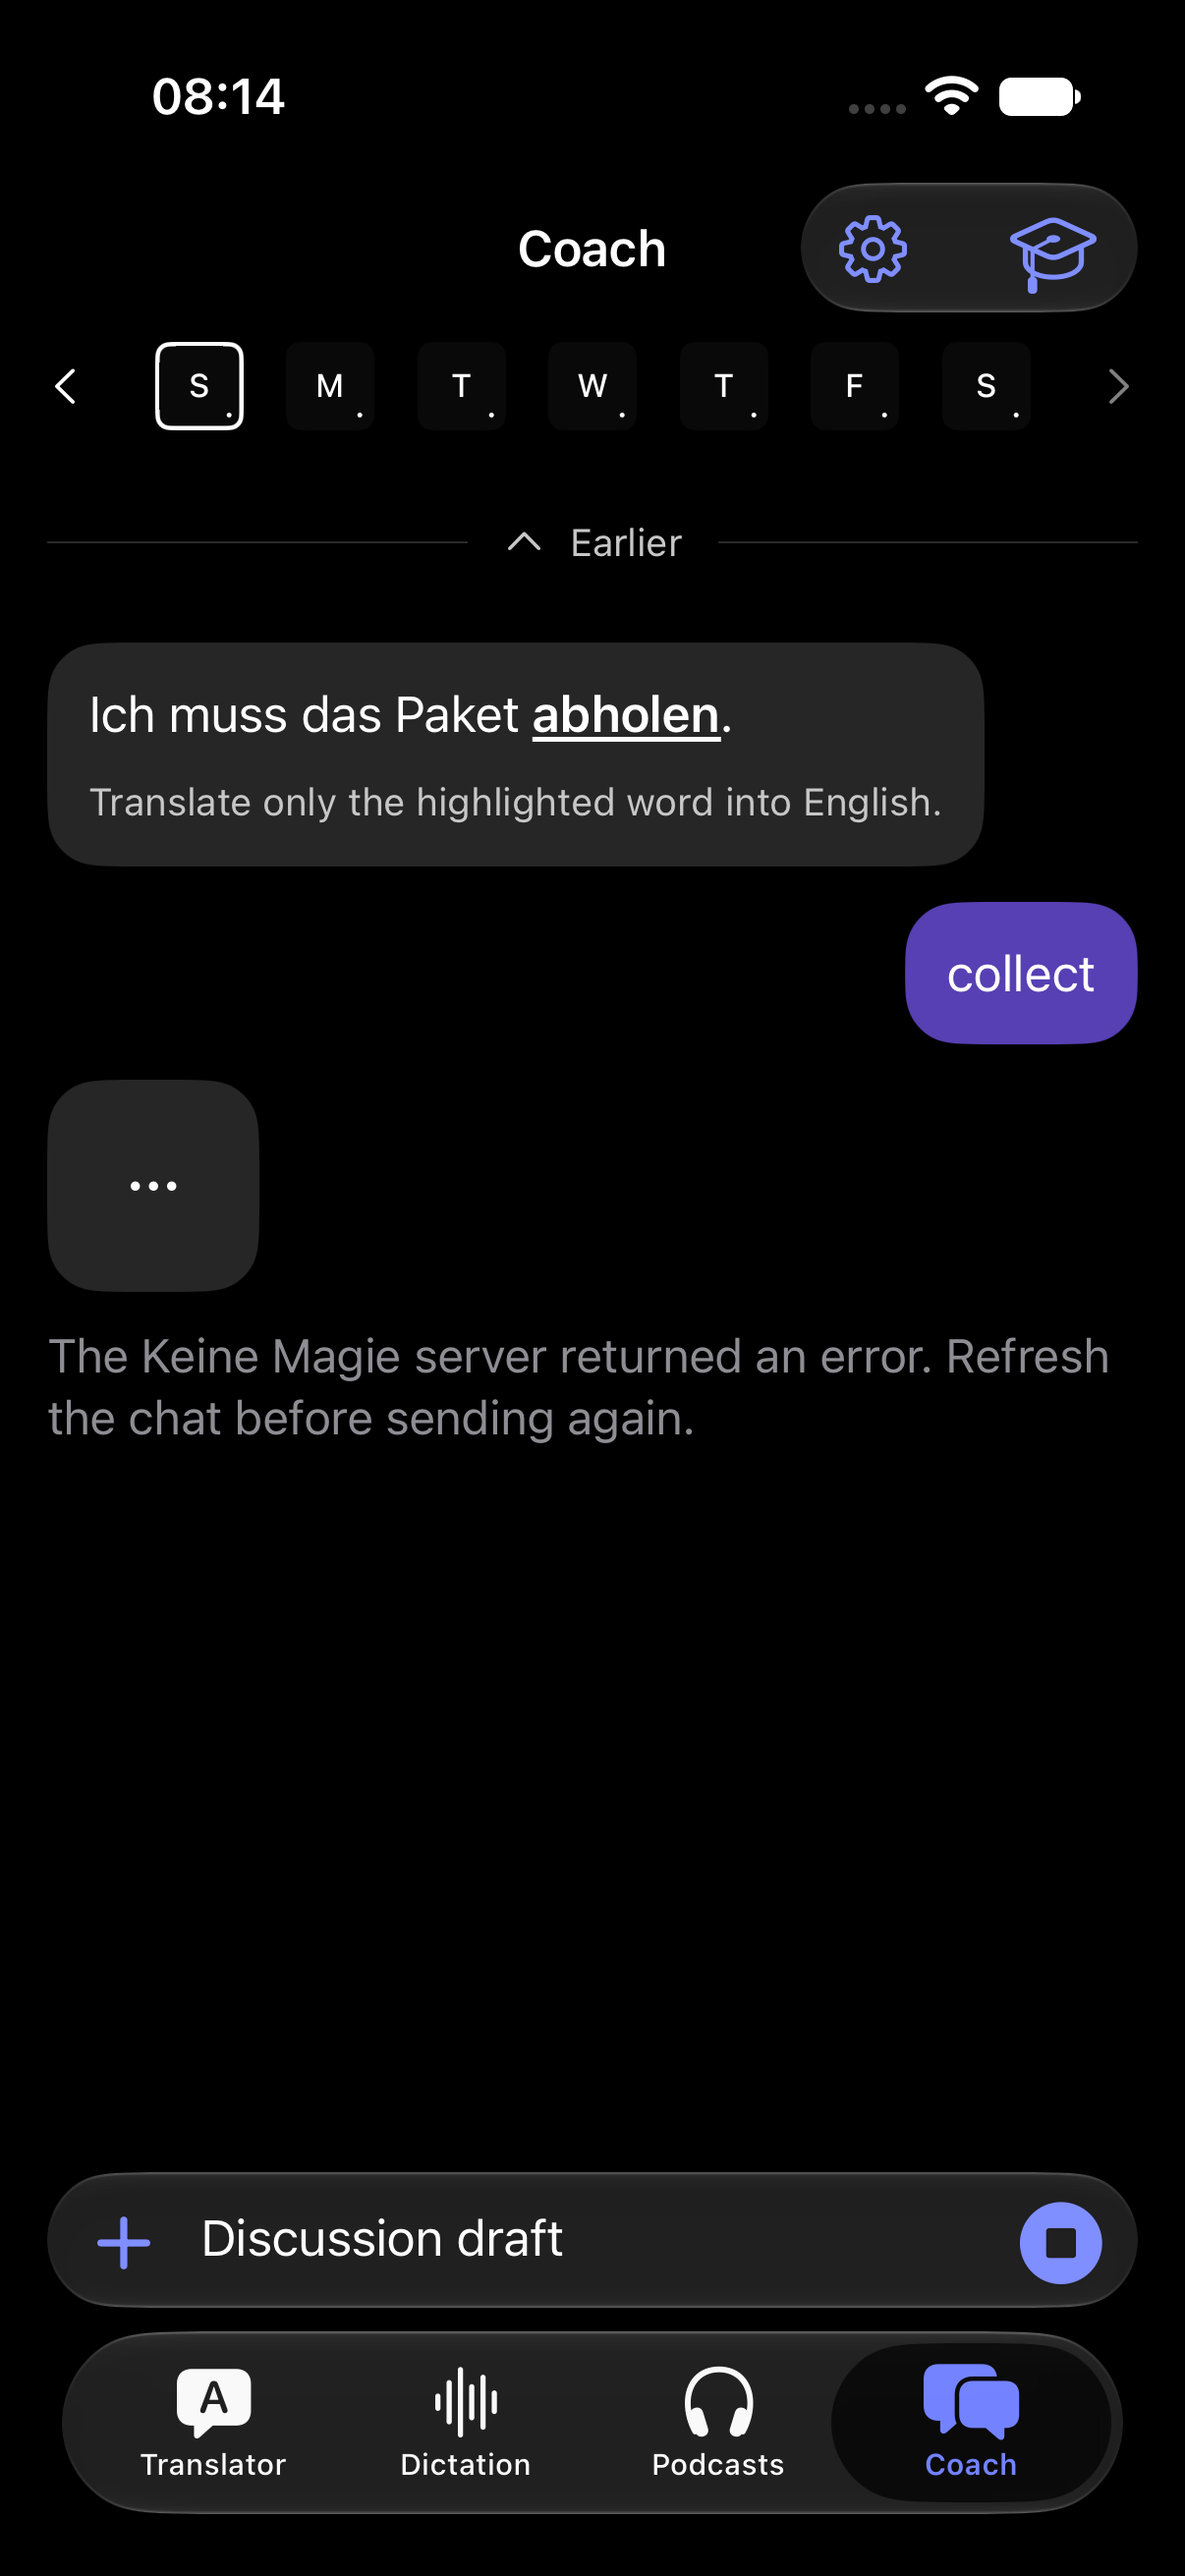 08:14
Coach
S M T W T F S
Earlier
Ich muss das Paket abholen.
Translate only the highlighted word into English.
collect
...
The Keine Magie server returned an error. Refresh
the chat before sending again.
Discussion draft
A
Translator Dictation Podcasts Coach